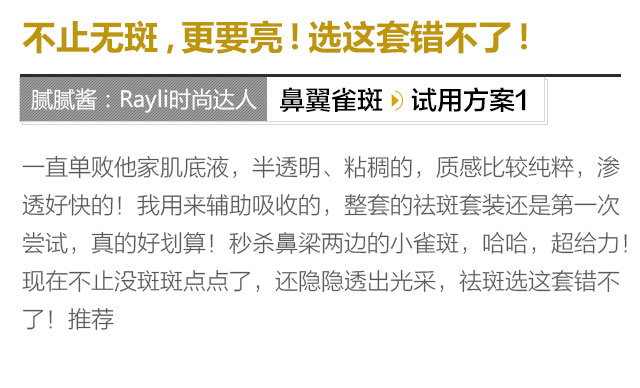 不止无斑，更要亮！选这套错不了！
腻腻酱：Rayli时尚达人 鼻翼雀斑 试用方案1
一直单败他家肌底液，半透明、粘稠的，质感比较纯粹，渗
透好快的！我用来辅助吸收的，整套的祛斑套装还是第一次
尝试，真的好划算！秒杀鼻梁两边的小雀斑，哈哈，超给力！
现在不止没斑斑点点了，还隐隐透出光采，祛斑选这套错不
了！推荐